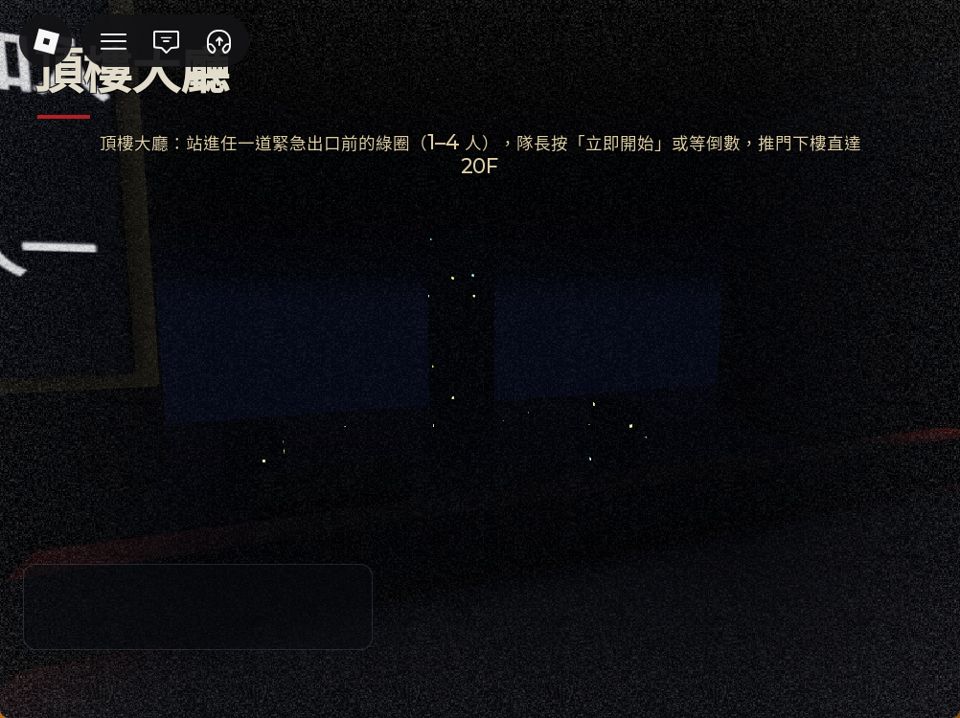 頂樓大廳
頂樓大廳：站進任一道緊急出口前的綠圈（1–4 人），隊長按「立即開始」或等倒數，推門下樓直達
20F